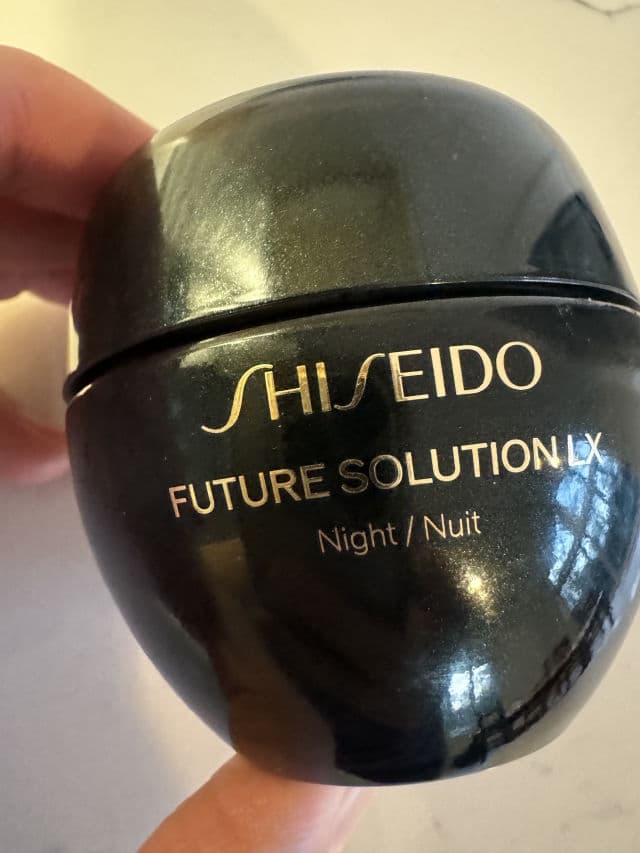 SHISEIDO
FUTURE SOLUTION LX
Night / Nuit